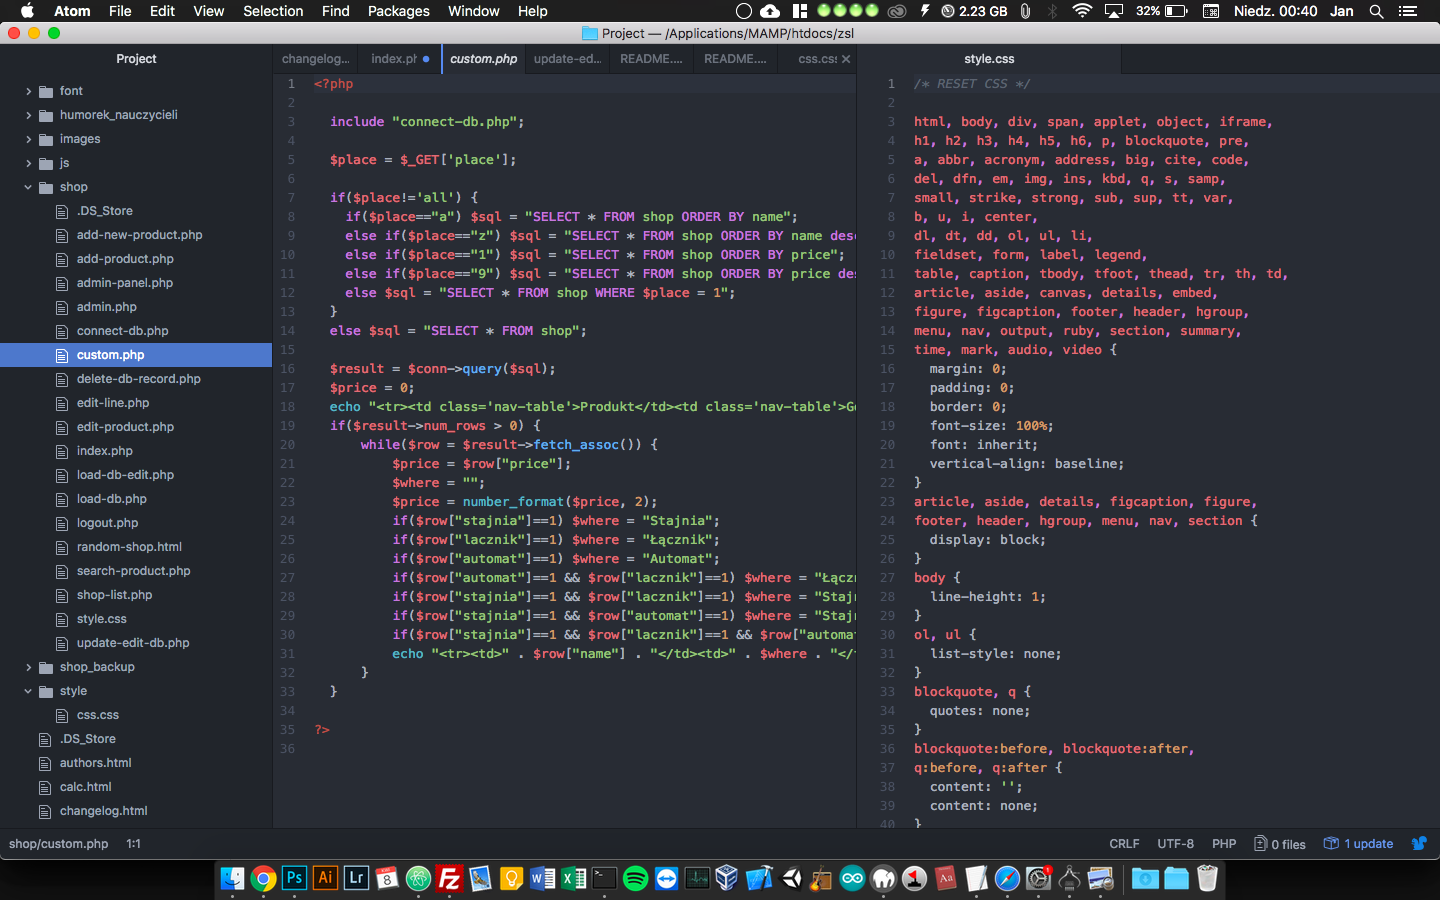 Atom File Edit View Selection Find Packages Window Help 2.23 GB 32% Niedz. 00:40 Jan
Project — /Applications/MAMP/htdocs/zsl
Project
font
humorek_nauczycieli
images
js
shop
.DS_Store
add-new-product.php
add-product.php
admin-panel.php
admin.php
connect-db.php
custom.php
delete-db-record.php
edit-line.php
edit-product.php
index.php
load-db-edit.php
load-db.php
logout.php
random-shop.html
search-product.php
shop-list.php
style.css
update-edit-db.php
shop_backup
style
css.css
.DS_Store
authors.html
calc.html
changelog.html
changelog... index.ph custom.php update-ed... README.... README.... css.cs
1 <?php
2
3 include "connect-db.php";
4
5 $place = $_GET['place'];
6
7 if($place!='all') {
8 if($place=="a") $sql = "SELECT * FROM shop ORDER BY name";
9 else if($place=="z") $sql = "SELECT * FROM shop ORDER BY name desc
10 else if($place=="1") $sql = "SELECT * FROM shop ORDER BY price";
11 else if($place=="9") $sql = "SELECT * FROM shop ORDER BY price des
12 else $sql = "SELECT * FROM shop WHERE $place = 1";
13 }
14 else $sql = "SELECT * FROM shop";
15
16 $result = $conn->query($sql);
17 $price = 0;
18 echo "<tr><td class='nav-table'>Produkt</td><td class='nav-table'>G
19 if($result->num_rows > 0) {
20 while($row = $result->fetch_assoc()) {
21 $price = $row["price"];
22 $where = "";
23 $price = number_format($price, 2);
24 if($row["stajnia"]==1) $where = "Stajnia";
25 if($row["lacznik"]==1) $where = "Łącznik";
26 if($row["automat"]==1) $where = "Automat";
27 if($row["automat"]==1 && $row["lacznik"]==1) $where = "Łączn
28 if($row["stajnia"]==1 && $row["lacznik"]==1) $where = "Stajn
29 if($row["stajnia"]==1 && $row["automat"]==1) $where = "Stajn
30 if($row["stajnia"]==1 && $row["lacznik"]==1 && $row["automat
31 echo "<tr><td>" . $row["name"] . "</td><td>" . $where . "</t
32 }
33 }
34
35 ?>
36
style.css
1 /* RESET CSS */
2
3 html, body, div, span, applet, object, iframe,
4 h1, h2, h3, h4, h5, h6, p, blockquote, pre,
5 a, abbr, acronym, address, big, cite, code,
6 del, dfn, em, img, ins, kbd, q, s, samp,
7 small, strike, strong, sub, sup, tt, var,
8 b, u, i, center,
9 dl, dt, dd, ol, ul, li,
10 fieldset, form, label, legend,
11 table, caption, tbody, tfoot, thead, tr, th, td,
12 article, aside, canvas, details, embed,
13 figure, figcaption, footer, header, hgroup,
14 menu, nav, output, ruby, section, summary,
15 time, mark, audio, video {
16 margin: 0;
17 padding: 0;
18 border: 0;
19 font-size: 100%;
20 font: inherit;
21 vertical-align: baseline;
22 }
23 article, aside, details, figcaption, figure,
24 footer, header, hgroup, menu, nav, section {
25 display: block;
26 }
27 body {
28 line-height: 1;
29 }
30 ol, ul {
31 list-style: none;
32 }
33 blockquote, q {
34 quotes: none;
35 }
36 blockquote:before, blockquote:after,
37 q:before, q:after {
38 content: '';
39 content: none;
40 }
shop/custom.php 1:1 CRLF UTF-8 PHP 0 files 1 update
Ps Ai Lr 8 Fz W X Aa 1